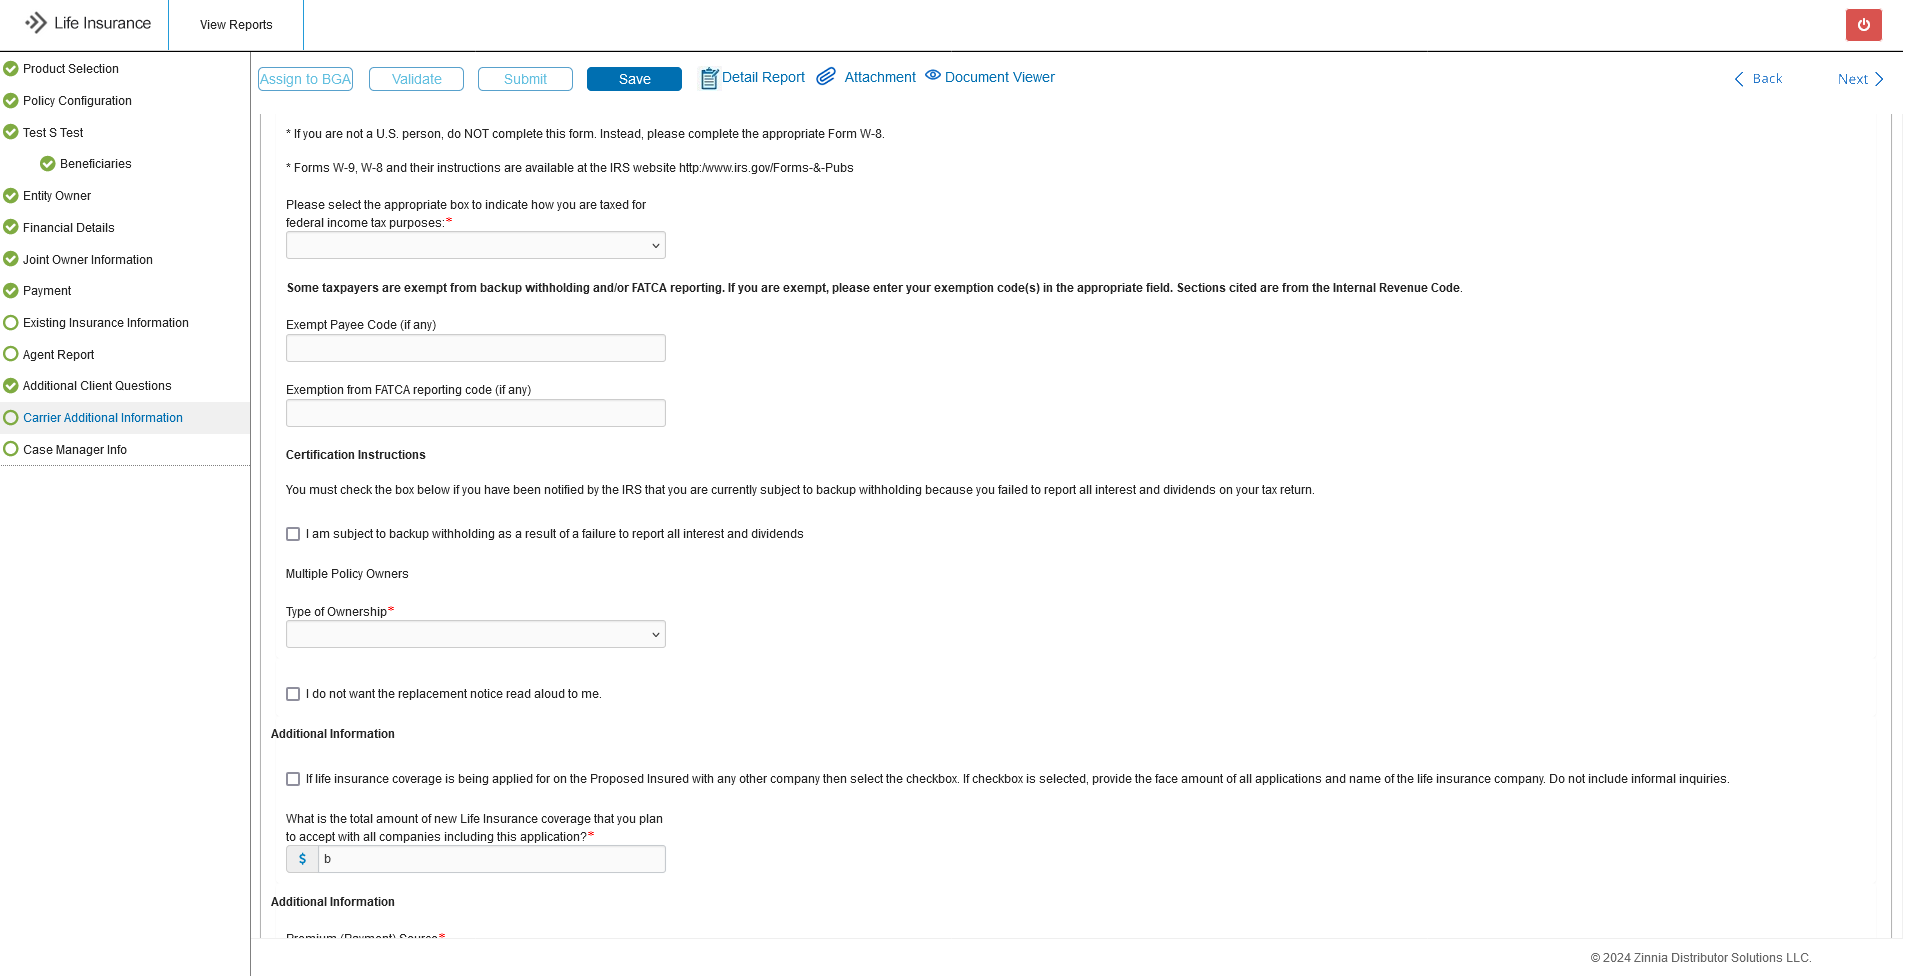 Life Insurance
View Reports
Product Selection
Policy Configuration
Test S Test
Beneficiaries
Entity Owner
Financial Details
Joint Owner Information
Payment
Existing Insurance Information
Agent Report
Additional Client Questions
Carrier Additional Information
Case Manager Info
Assign to BGA
Validate
Submit
Save
Detail Report
Attachment
Document Viewer
Back
Next
* If you are not a U.S. person, do NOT complete this form. Instead, please complete the appropriate Form W-8.
* Forms W-9, W-8 and their instructions are available at the IRS website http:/www.irs.gov/Forms-&-Pubs
Please select the appropriate box to indicate how you are taxed for
federal income tax purposes:*
Some taxpayers are exempt from backup withholding and/or FATCA reporting. If you are exempt, please enter your exemption code(s) in the appropriate field. Sections cited are from the Internal Revenue Code.
Exempt Payee Code (if any)
Exemption from FATCA reporting code (if any)
Certification Instructions
You must check the box below if you have been notified by the IRS that you are currently subject to backup withholding because you failed to report all interest and dividends on your tax return.
I am subject to backup withholding as a result of a failure to report all interest and dividends
Multiple Policy Owners
Type of Ownership*
I do not want the replacement notice read aloud to me.
Additional Information
If life insurance coverage is being applied for on the Proposed Insured with any other company then select the checkbox. If checkbox is selected, provide the face amount of all applications and name of the life insurance company. Do not include informal inquiries.
What is the total amount of new Life Insurance coverage that you plan
to accept with all companies including this application?*
$ b
Additional Information
Premium (Payment) Source*
© 2024 Zinnia Distributor Solutions LLC.